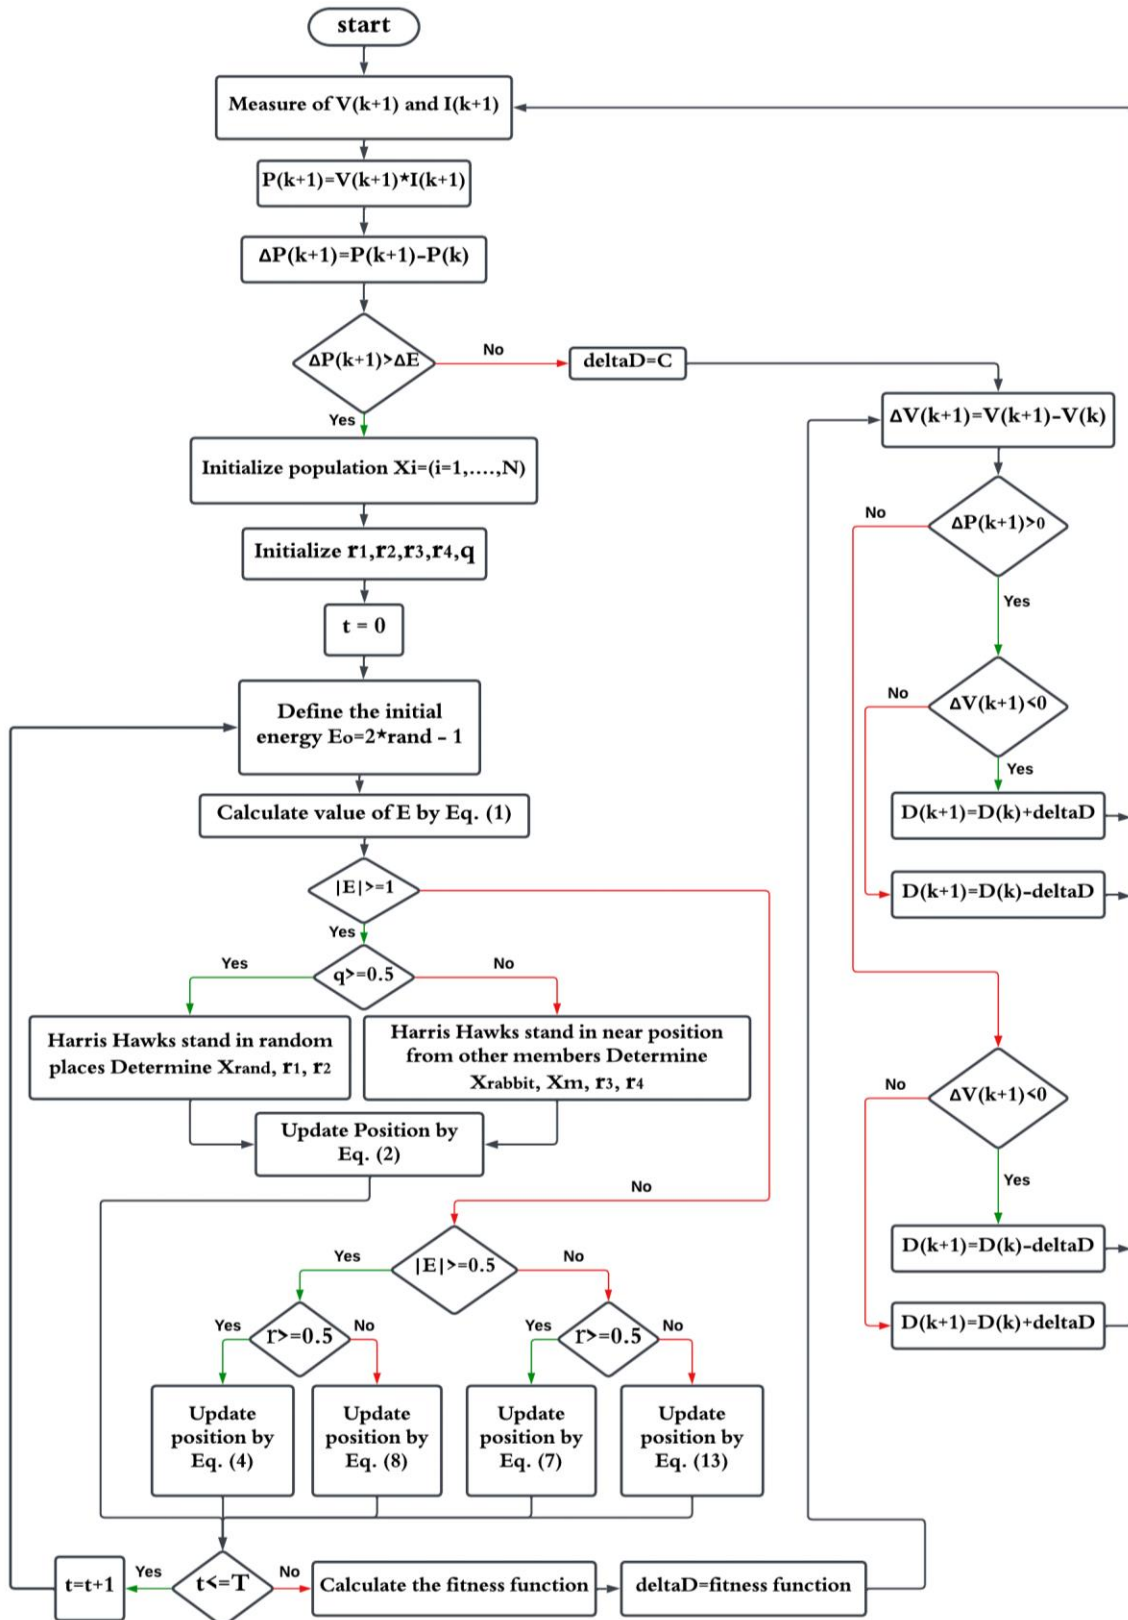 start
Measure of V(k+1) and I(k+1)
P(k+1)=V(k+1)*I(k+1)
ΔP(k+1)=P(k+1)-P(k)
ΔP(k+1)>ΔE
No
deltaD=C
Yes
Initialize population Xi=(i=1,....,N)
Initialize r1,r2,r3,r4,q
t = 0
Define the initial
energy Eo=2*rand - 1
Calculate value of E by Eq. (1)
|E|>=1
Yes
q>=0.5
Yes
No
Harris Hawks stand in random
places Determine Xrand, r1, r2
Harris Hawks stand in near position
from other members Determine
Xrabbit, Xm, r3, r4
Update Position by
Eq. (2)
No
|E|>=0.5
Yes
No
r>=0.5
Yes
No
r>=0.5
Yes
No
Update
position by
Eq. (4)
Update
position by
Eq. (8)
Update
position by
Eq. (7)
Update
position by
Eq. (13)
t<=T
Yes
t=t+1
No
Calculate the fitness function
deltaD=fitness function
ΔV(k+1)=V(k+1)-V(k)
ΔP(k+1)>0
No
Yes
ΔV(k+1)<0
No
Yes
D(k+1)=D(k)+deltaD
D(k+1)=D(k)-deltaD
ΔV(k+1)<0
No
Yes
D(k+1)=D(k)-deltaD
D(k+1)=D(k)+deltaD